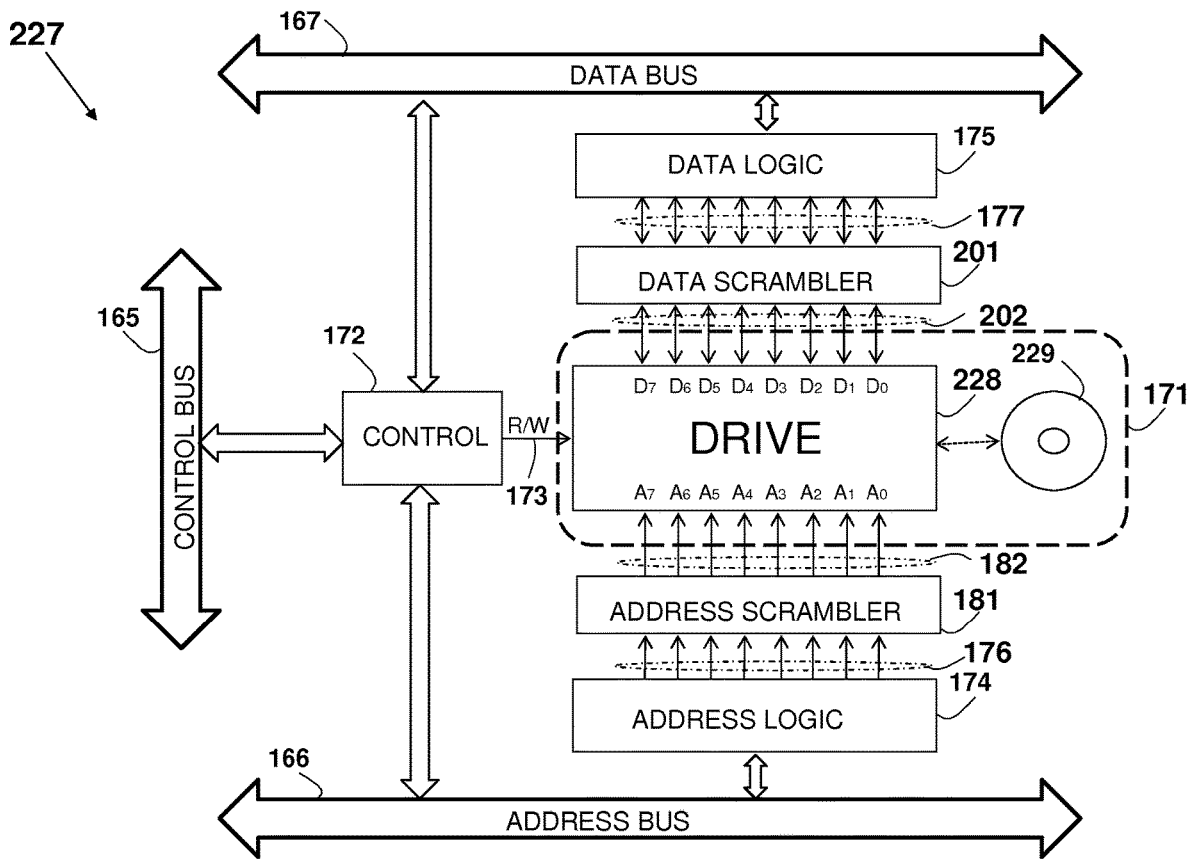 227
167
DATA BUS
175
DATA LOGIC
177
201
DATA SCRAMBLER
202
165
172
229
171
D7 D6 D5 D4 D3 D2 D1 D0
228
CONTROL BUS
CONTROL
R/W
DRIVE
173
A7 A6 A5 A4 A3 A2 A1 A0
182
ADDRESS SCRAMBLER
181
176
174
ADDRESS LOGIC
166
ADDRESS BUS